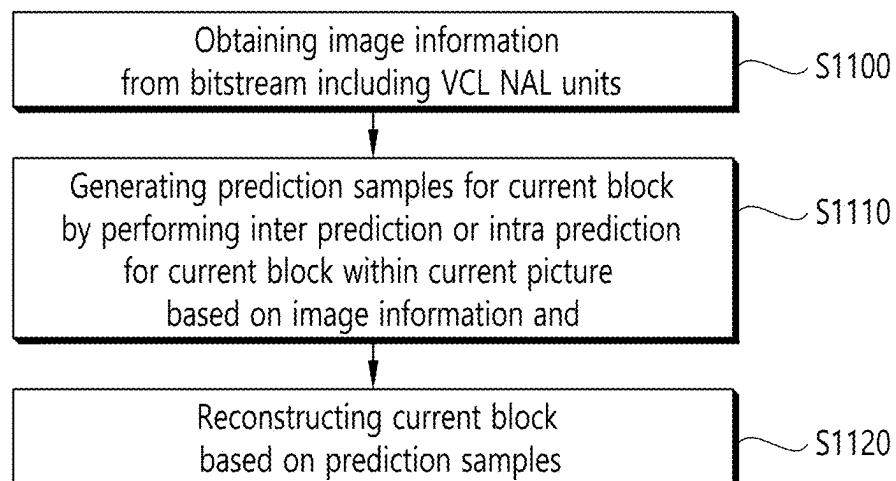 Obtaining image information
from bitstream including VCL NAL units
S1100
Generating prediction samples for current block
by performing inter prediction or intra prediction
for current block within current picture
based on image information and
S1110
Reconstructing current block
based on prediction samples
S1120